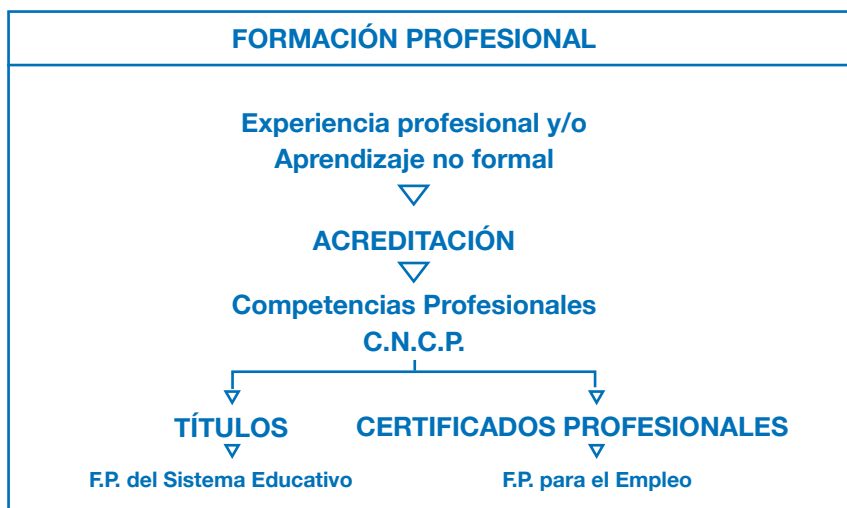 FORMACIÓN PROFESIONAL
Experiencia profesional y/o
Aprendizaje no formal
ACREDITACIÓN
Competencias Profesionales
C.N.C.P.
TÍTULOS
CERTIFICADOS PROFESIONALES
F.P. del Sistema Educativo
F.P. para el Empleo